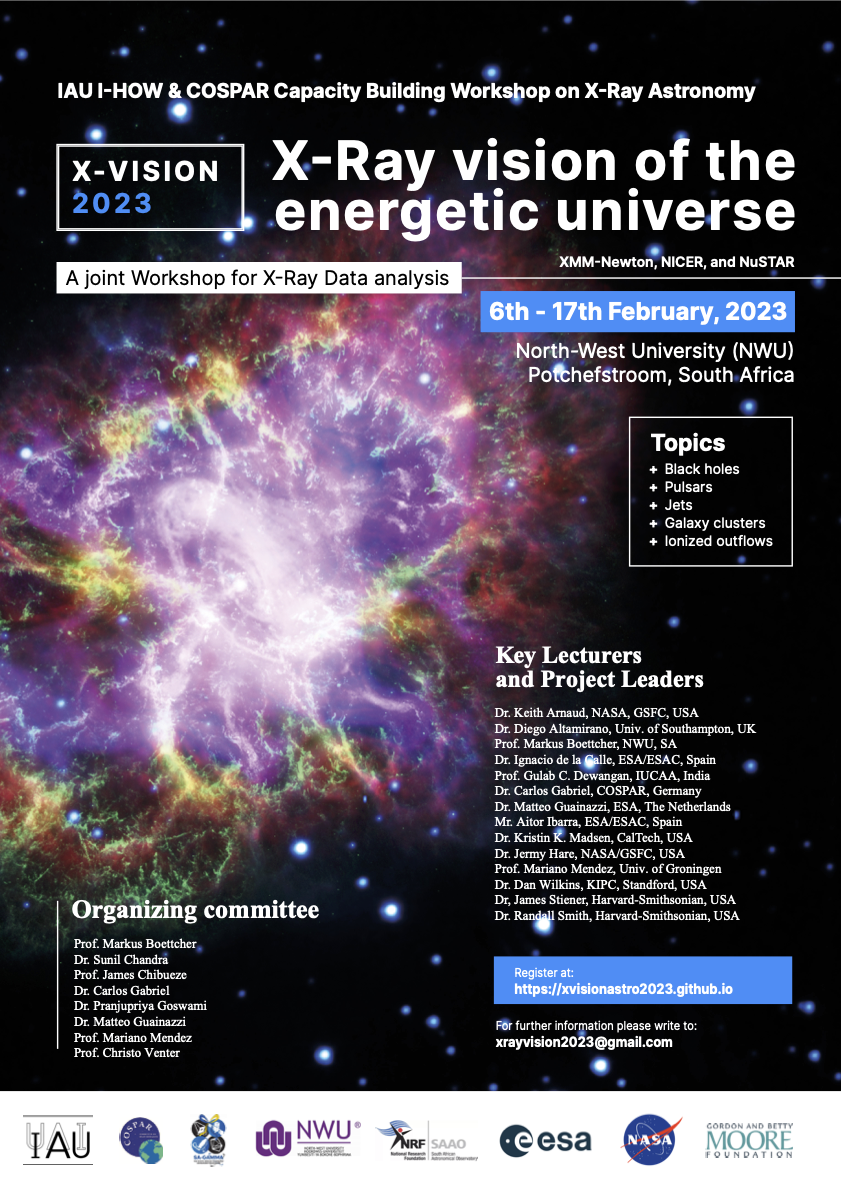 IAU I-HOW & COSPAR Capacity Building Workshop on X-Ray Astronomy
X-VISION
2023
X-Ray vision of the
energetic universe
XMM-Newton, NICER, and NuSTAR
A joint Workshop for X-Ray Data analysis
6th - 17th February, 2023
North-West University (NWU)
Potchefstroom, South Africa
Topics
+ Black holes
+ Pulsars
+ Jets
+ Galaxy clusters
+ Ionized outflows
Key Lecturers
and Project Leaders
Dr. Keith Arnaud, NASA, GSFC, USA
Dr. Diego Altamirano, Univ. of Southampton, UK
Prof. Markus Boettcher, NWU, SA
Dr. Ignacio de la Calle, ESA/ESAC, Spain
Prof. Gulab C. Dewangan, IUCAA, India
Dr. Carlos Gabriel, COSPAR, Germany
Dr. Matteo Guainazzi, ESA, The Netherlands
Mr. Aitor Ibarra, ESA/ESAC, Spain
Dr. Kristin K. Madsen, CalTech, USA
Dr. Jermy Hare, NASA/GSFC, USA
Prof. Mariano Mendez, Univ. of Groningen
Dr. Dan Wilkins, KIPC, Standford, USA
Dr, James Stiener, Harvard-Smithsonian, USA
Dr. Randall Smith, Harvard-Smithsonian, USA
Organizing committee
Prof. Markus Boettcher
Dr. Sunil Chandra
Prof. James Chibueze
Dr. Carlos Gabriel
Dr. Pranjupriya Goswami
Dr. Matteo Guainazzi
Prof. Mariano Mendez
Prof. Christo Venter
Register at:
https://xvisionastro2023.github.io
For further information please write to:
xrayvision2023@gmail.com
IAU
COSPAR
SA-GAMMA
NWU®
NRF
National Research
Foundation
SAAO
South African
Astronomical Observatory
esa
NASA
GORDON AND BETTY
MOORE
FOUNDATION